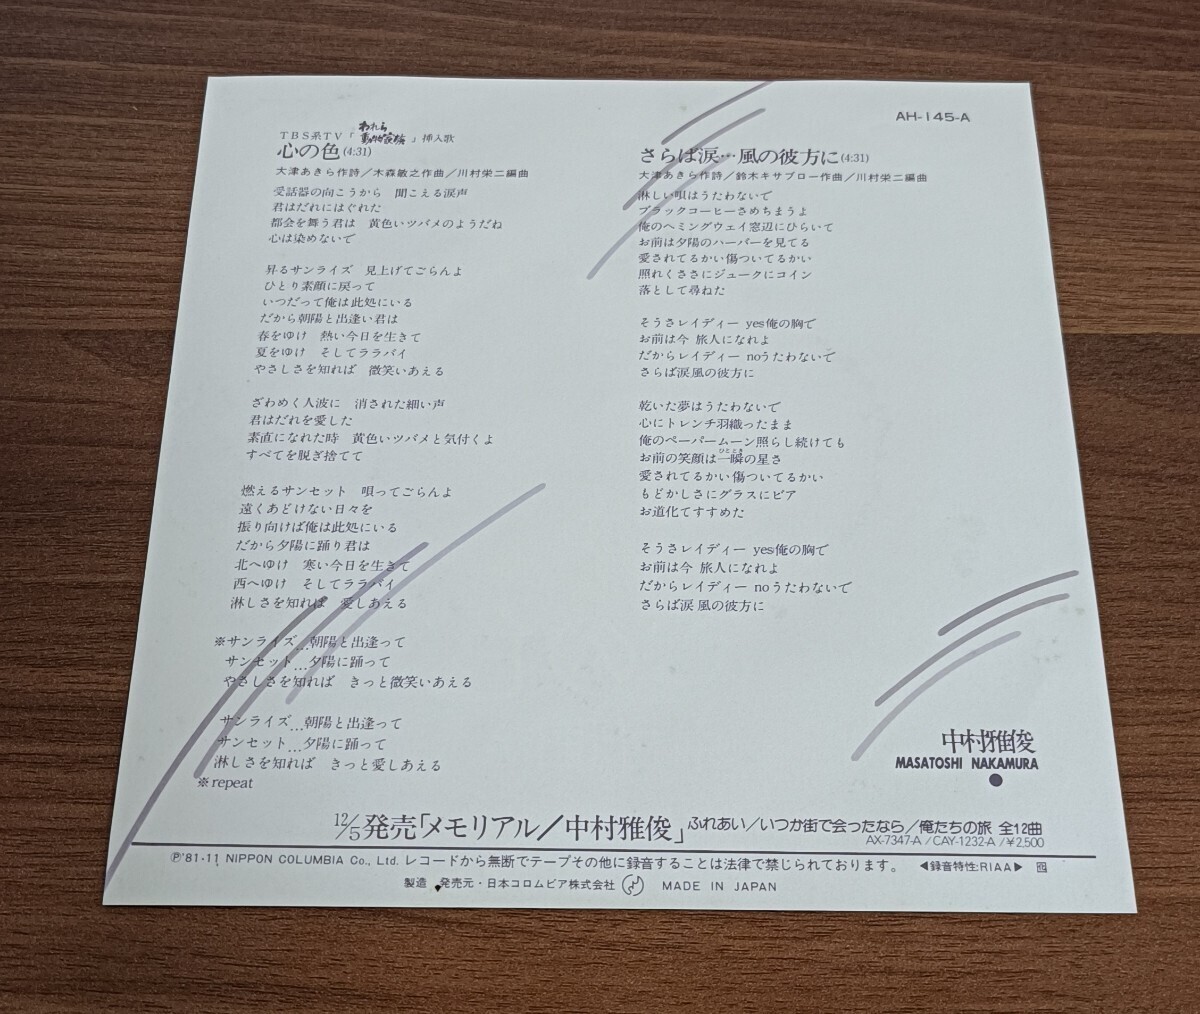 AH-145-A
TBS系TV「われら動物家族」挿入歌
心の色(4:31)
大津あきら作詩/木森敏之作曲/川村栄二編曲
受話器の向こうから 聞こえる涙声
君はだれにはぐれた
都会を舞う君は 黄色いツバメのようだね
心は染めないで
昇るサンライズ 見上げてごらんよ
ひとり素顔に戻って
いつだって俺は此処にいる
だから朝陽と出逢い君は
春をゆけ 熱い今日を生きて
夏をゆけ そしてララバイ
やさしさを知れば 微笑いあえる
ざわめく人波に 消された細い声
君はだれを愛した
素直になれた時 黄色いツバメと気付くよ
すべてを脱ぎ捨てて
燃えるサンセット 唄ってごらんよ
遠くあどけない日々を
振り向けば俺は此処にいる
だから夕陽に踊り君は
北へゆけ 寒い今日を生きて
西へゆけ そしてララバイ
淋しさを知れば 愛しあえる
※サンライズ…朝陽と出逢って
サンセット…夕陽に踊って
やさしさを知れば きっと微笑いあえる
サンライズ…朝陽と出逢って
サンセット…夕陽に踊って
淋しさを知れば きっと愛しあえる
※repeat
さらば涙…風の彼方に(4:31)
大津あきら作詩/鈴木キサブロー作曲/川村栄二編曲
淋しい唄はうたわないで
ブラックコーヒーさめちまうよ
俺のヘミングウェイ窓辺にひらいて
お前は夕陽のハーバーを見てる
愛されてるかい傷ついてるかい
照れくささにジュークにコイン
落として尋ねた
そうさレイディー yes俺の胸で
お前は今 旅人になれよ
だからレイディー noうたわないで
さらば涙風の彼方に
乾いた夢はうたわないで
心にトレンチ羽織ったまま
俺のペーパームーン照らし続けても
お前の笑顔は一瞬の星さ
ひととき
愛されてるかい傷ついてるかい
もどかしさにグラスにビア
お道化てすすめた
そうさレイディー yes俺の胸で
お前は今 旅人になれよ
だからレイディー noうたわないで
さらば涙 風の彼方に
中村雅俊
MASATOSHI NAKAMURA
12/5発売「メモリアル/中村雅俊」ふれあい/いつか街で会ったなら/俺たちの旅 全12曲
AX-7347-A/CAY-1232-A/¥2,500
Ⓟ'81·11 NIPPON COLUMBIA Co., Ltd. レコードから無断でテープその他に録音することは法律で禁じられております。 ◀録音特性:RIAA▶
製造・発売元・日本コロムビア株式会社 MADE IN JAPAN